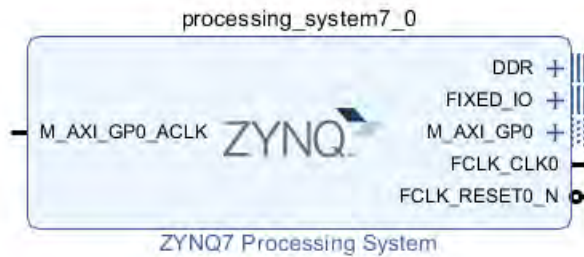 processing_system7_0
DDR
FIXED_IO
M_AXI_GP0_ACLK
ZYNQ
M_AXI_GP0
FCLK_CLK0
FCLK_RESET0_N
ZYNQ7 Processing System